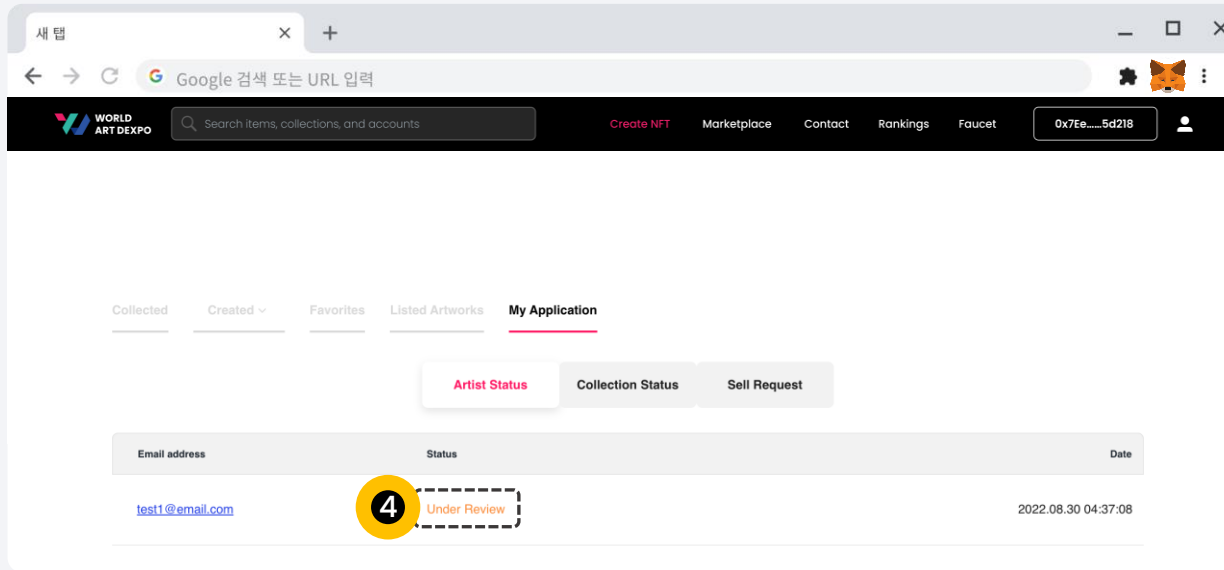 새 탭
Google 검색 또는 URL 입력
WORLD
ART DEXPO
Search items, collections, and accounts
Create NFT
Marketplace
Contact
Rankings
Faucet
0x7Ee......5d218
Collected
Created
Favorites
Listed Artworks
My Application
Artist Status
Collection Status
Sell Request
Email address
Status
Date
test1@email.com
4
Under Review
2022.08.30 04:37:08